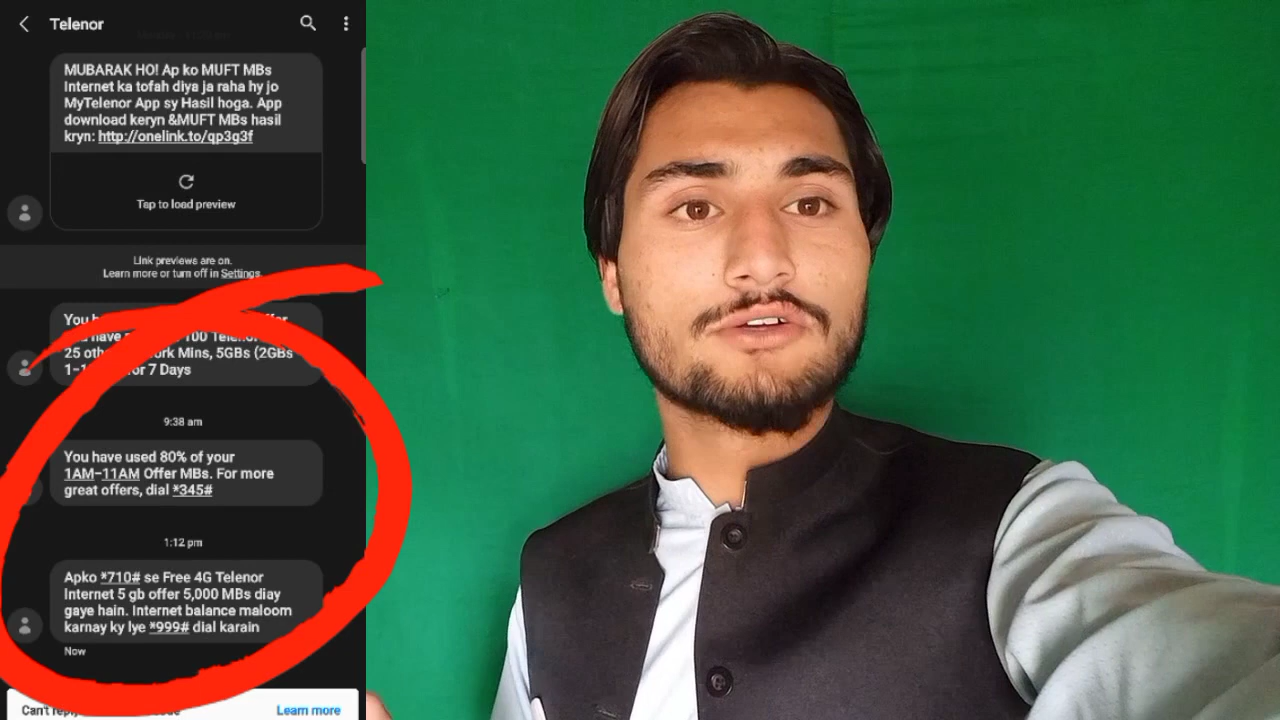 Telenor
MUBARAK HO! Ap ko MUFT MBs
Internet ka tofah diya ja raha hy jo
MyTelenor App sy Hasil hoga. App
download keryn &MUFT MBs hasil
kryn: http://onelink.to/qp3g3f
Tap to load preview
Link previews are on.
Learn more or turn off in Settings.
You
have 100
25 Mins, 5GBs (2GBs
7 Days
9:38 am
You have used 80% of your
1AM-11AM Offer MBs. For more
great offers, dial *345#
1:12 pm
Apko *710# se Free 4G Telenor
Internet 5 gb offer 5,000 MBs diay
gaye hain. Internet balance maloom
karnay ky lye *999# dial karain
Now
Can't reply
Learn more